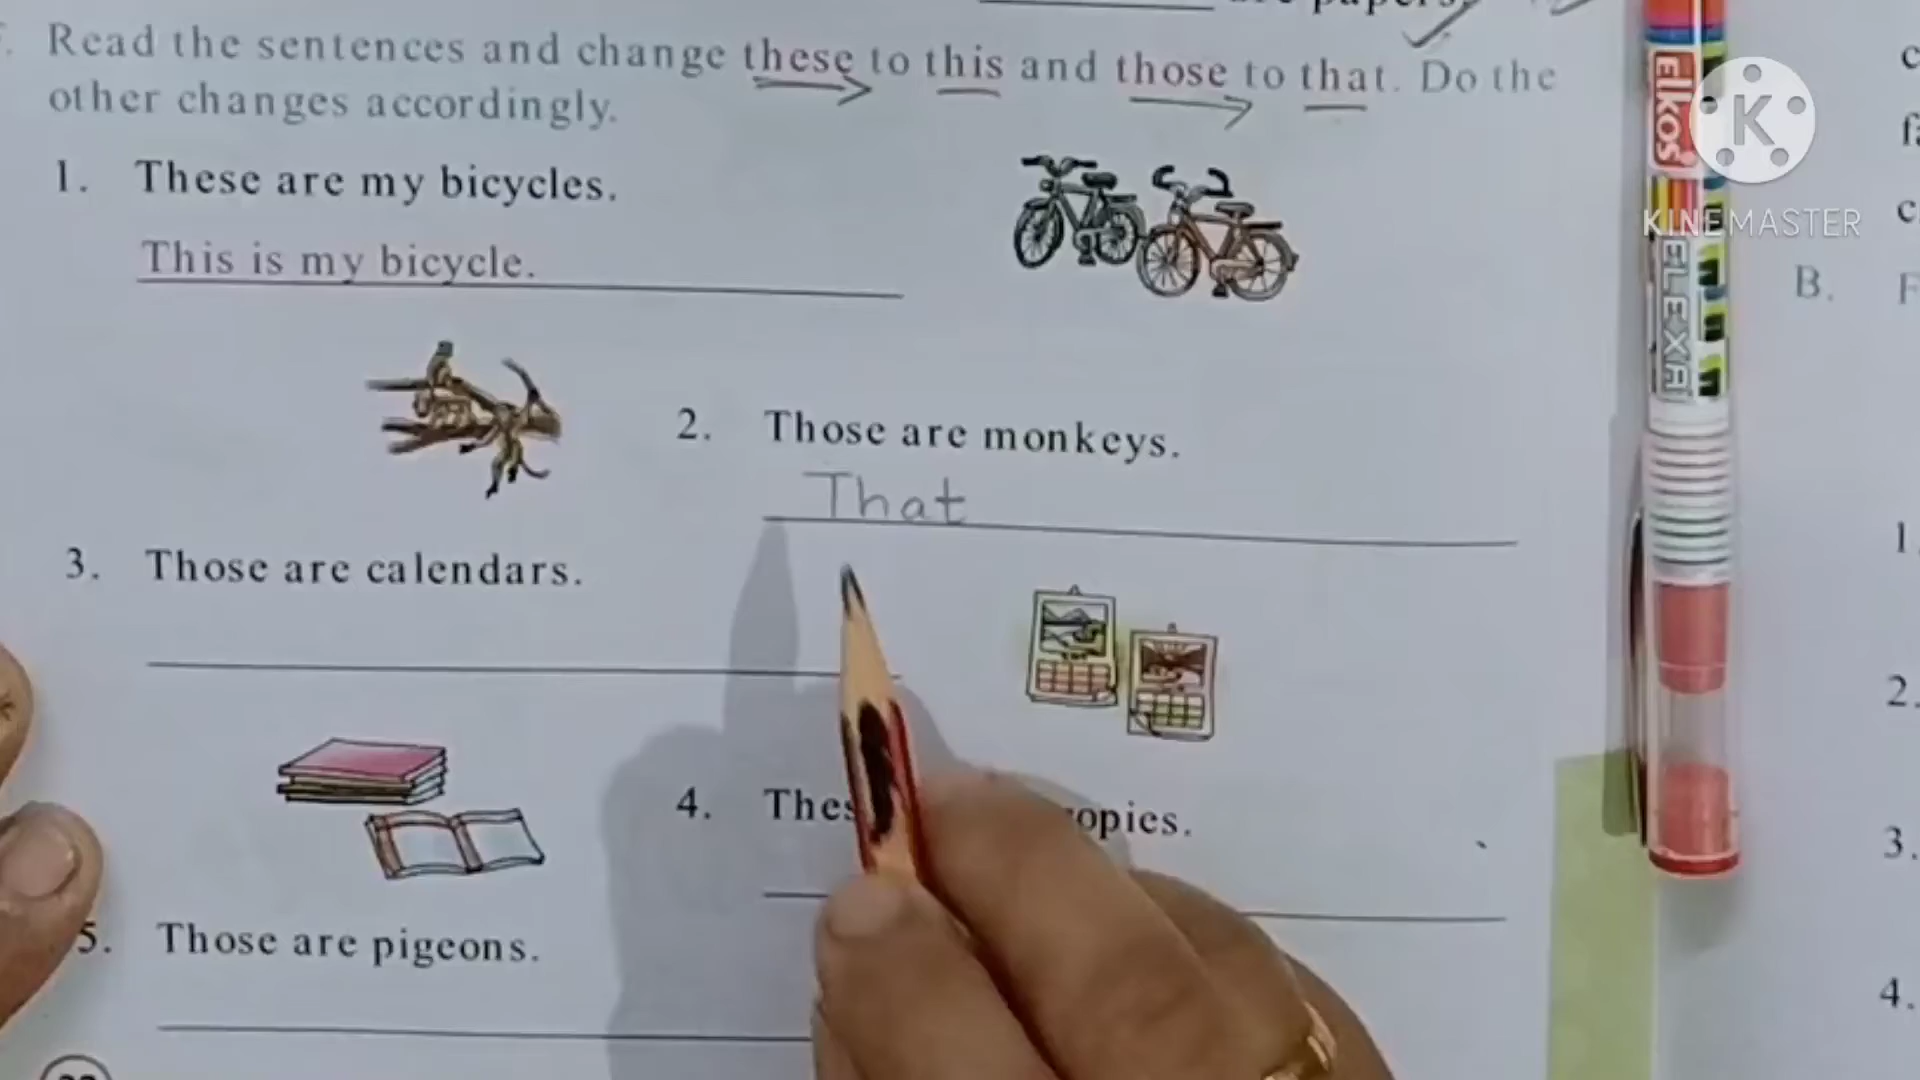 are papers.
Read the sentences and change these to this and those to that. Do the
other changes accordingly.
1. These are my bicycles.
This is my bicycle.
2. Those are monkeys.
That
3. Those are calendars.
4.
5. Those are pigeons.
elkos
ELEXA
KINEMASTER
B.
1.
2.
3.
4.